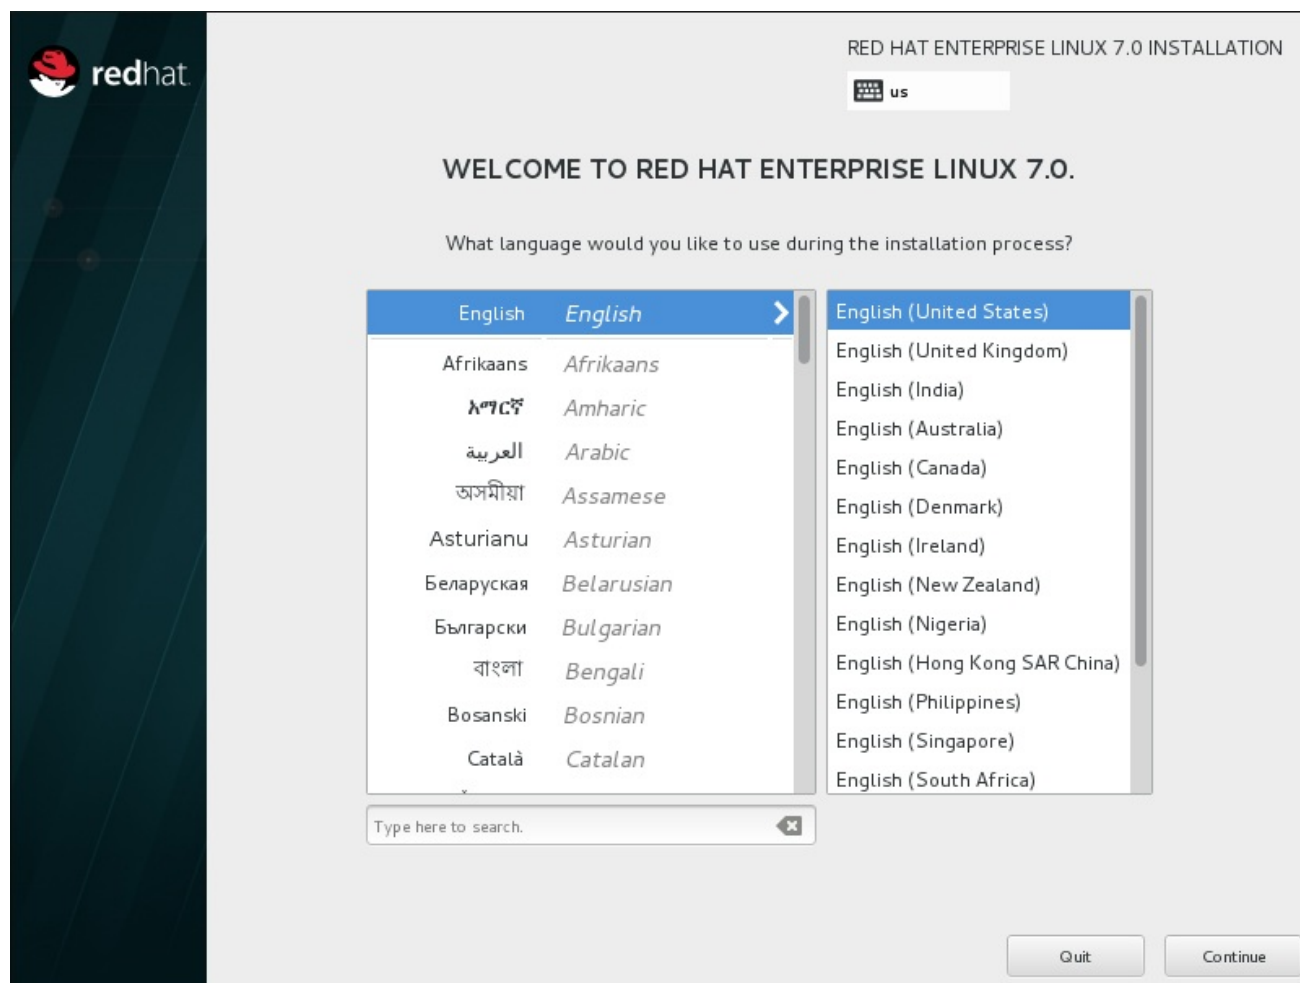 redhat.
RED HAT ENTERPRISE LINUX 7.0 INSTALLATION
us
WELCOME TO RED HAT ENTERPRISE LINUX 7.0.
What language would you like to use during the installation process?
English English
Afrikaans Afrikaans
አማርኛ Amharic
العربية Arabic
অসমীয়া Assamese
Asturianu Asturian
Беларуская Belarusian
Български Bulgarian
বাংলা Bengali
Bosanski Bosnian
Català Catalan
English (United States)
English (United Kingdom)
English (India)
English (Australia)
English (Canada)
English (Denmark)
English (Ireland)
English (New Zealand)
English (Nigeria)
English (Hong Kong SAR China)
English (Philippines)
English (Singapore)
English (South Africa)
Type here to search.
Quit Continue